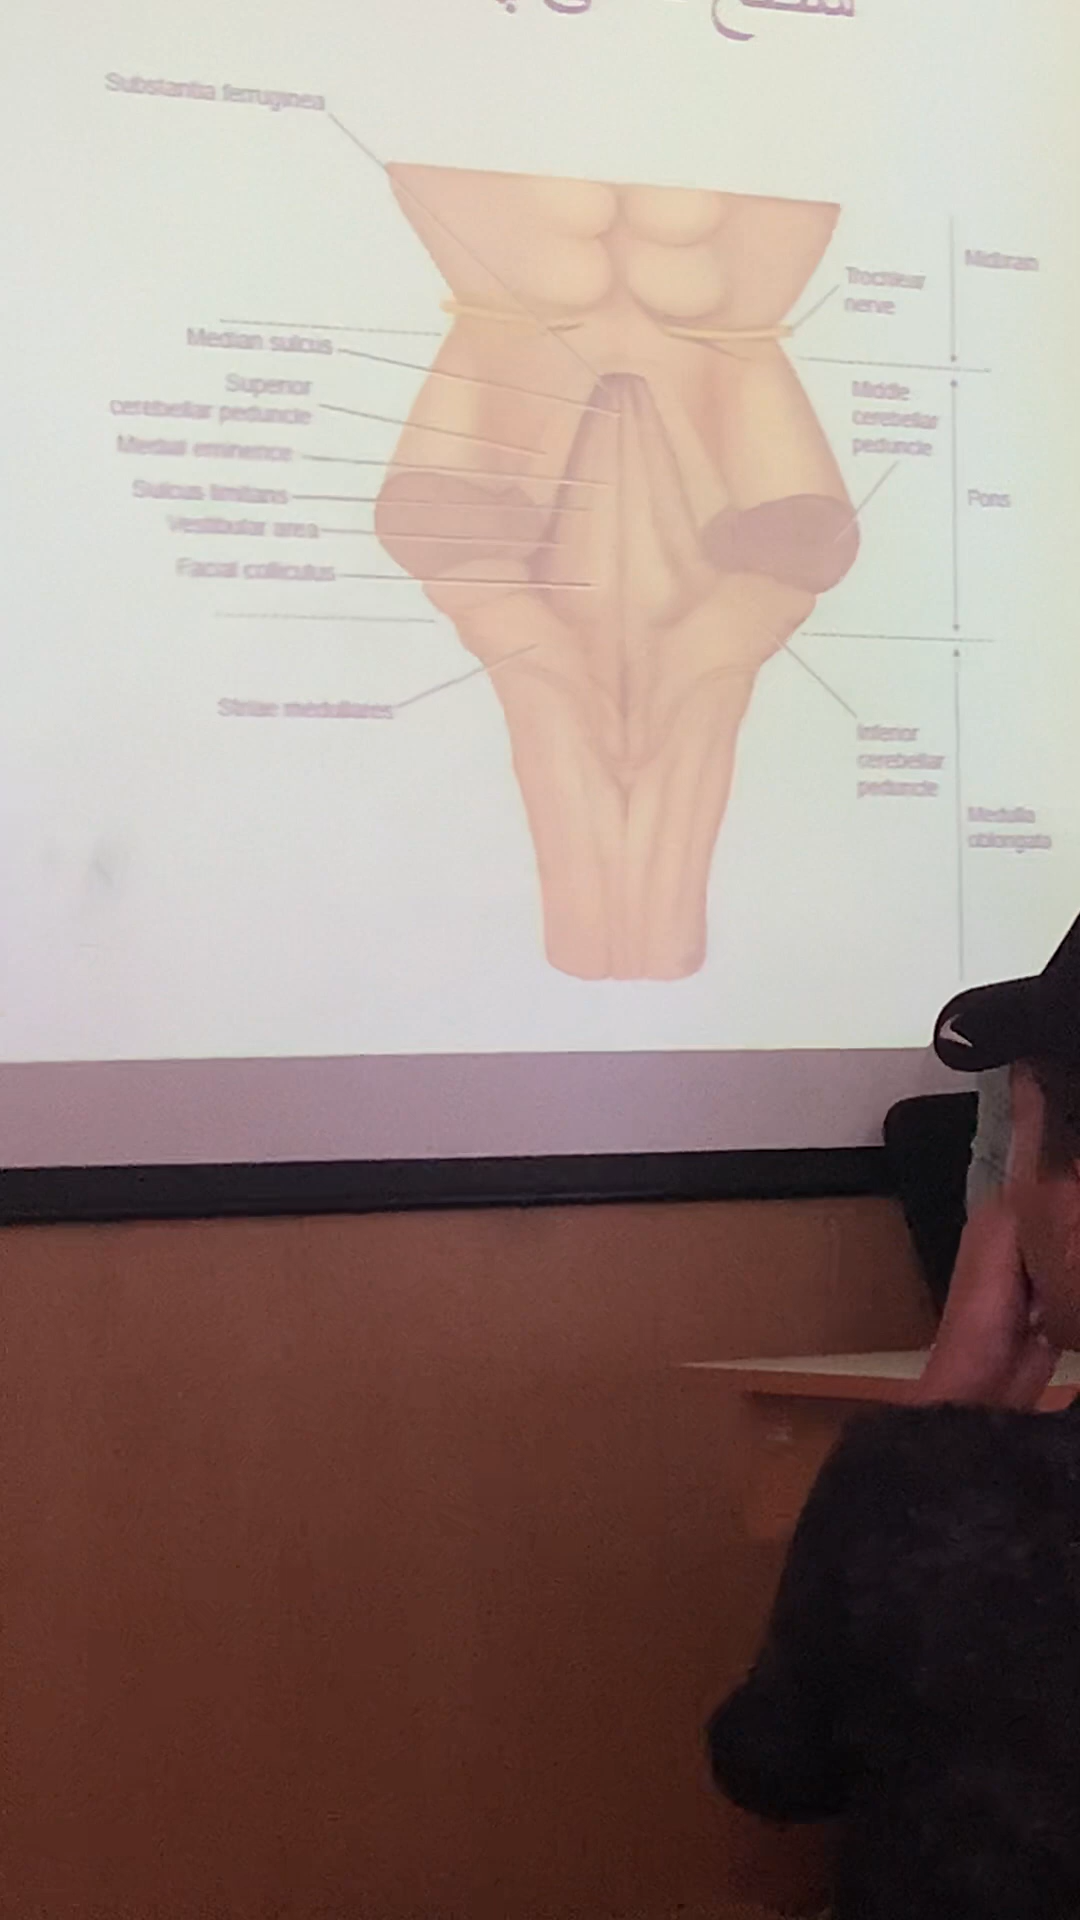 Substantia ferruginea
Median sulcus
Superior
cerebellar peduncle
Medial eminence
Sulcus limitans
Vestibular area
Facial colliculus
Striae medullares
Trochlear
nerve
Middle
cerebellar
peduncle
Inferior
cerebellar
peduncle
Midbrain
Pons
Medulla
oblongata